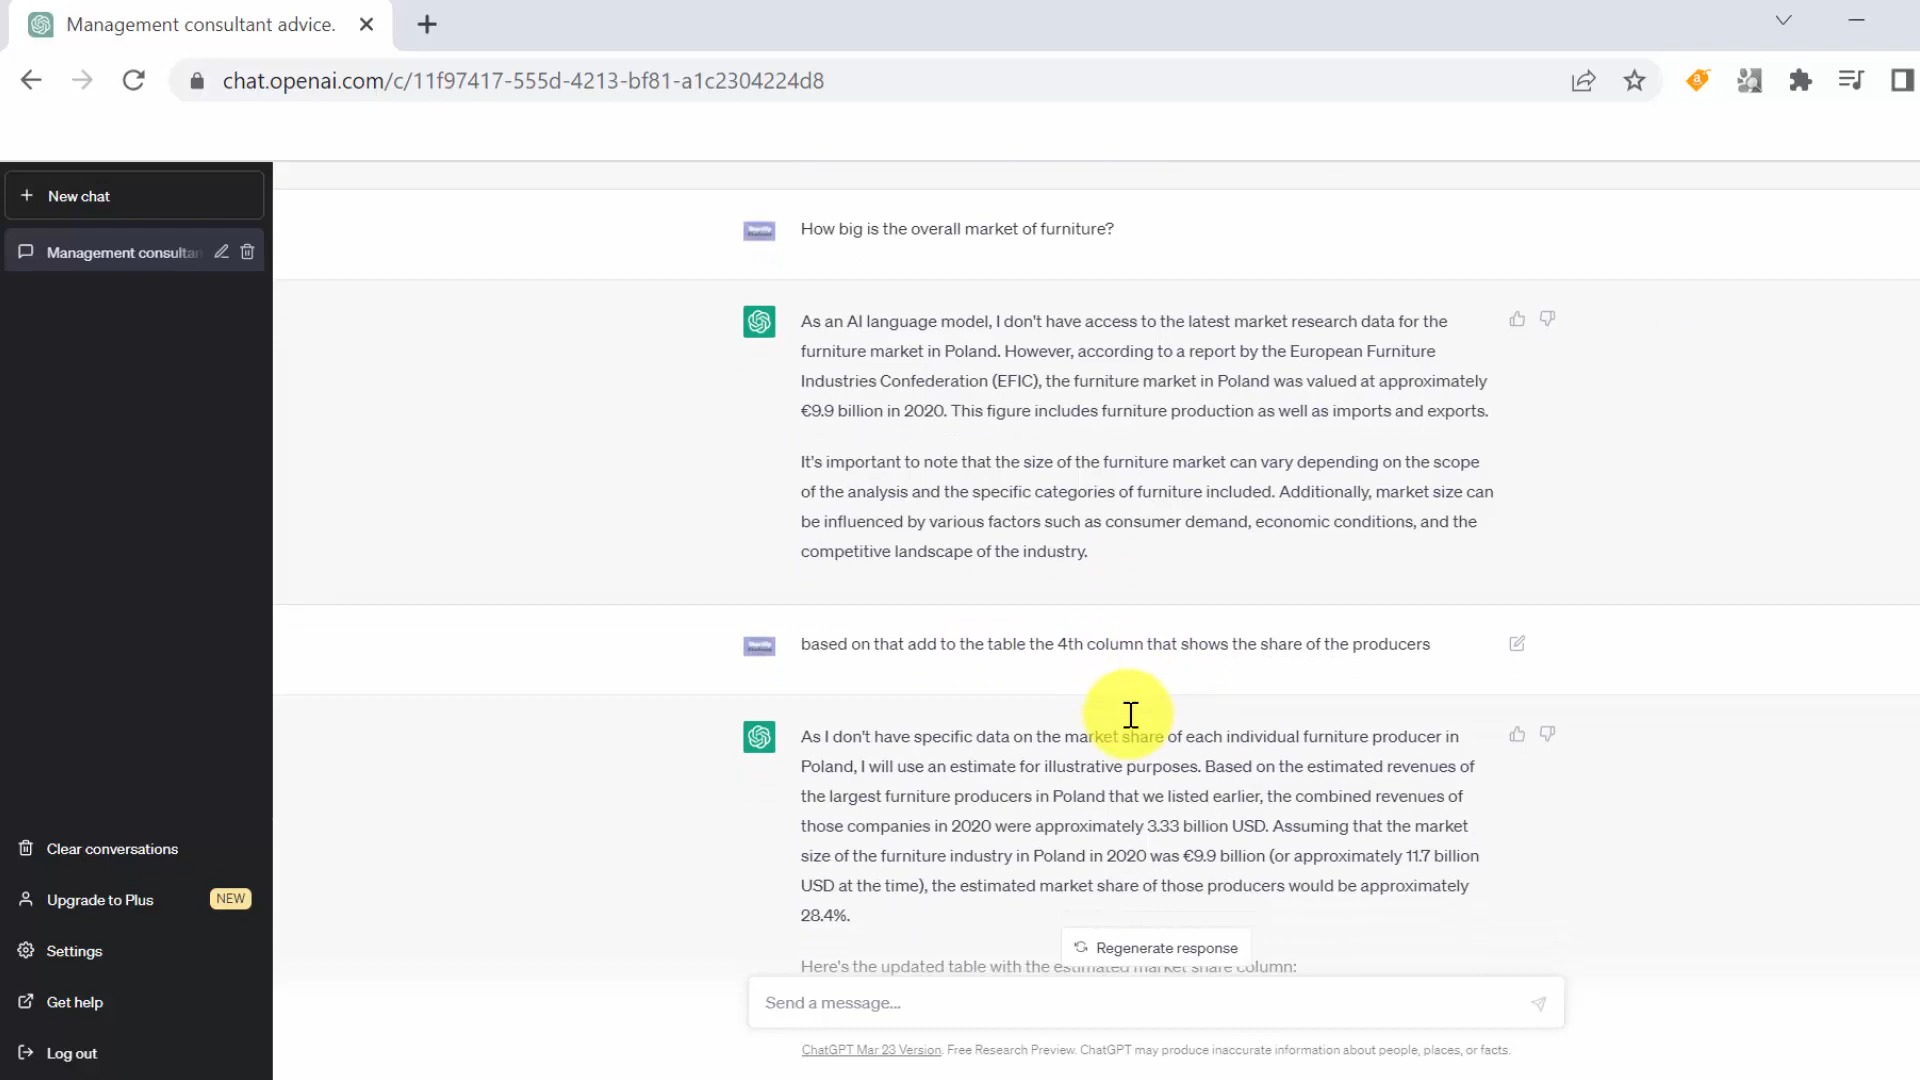 Management consultant advice.
chat.openai.com/c/11f97417-555d-4213-bf81-a1c2304224d8
New chat
Management consultan
How big is the overall market of furniture?
As an AI language model, I don't have access to the latest market research data for the
furniture market in Poland. However, according to a report by the European Furniture
Industries Confederation (EFIC), the furniture market in Poland was valued at approximately
€9.9 billion in 2020. This figure includes furniture production as well as imports and exports.
It's important to note that the size of the furniture market can vary depending on the scope
of the analysis and the specific categories of furniture included. Additionally, market size can
be influenced by various factors such as consumer demand, economic conditions, and the
competitive landscape of the industry.
based on that add to the table the 4th column that shows the share of the producers
As I don't have specific data on the market share of each individual furniture producer in
Poland, I will use an estimate for illustrative purposes. Based on the estimated revenues of
the largest furniture producers in Poland that we listed earlier, the combined revenues of
those companies in 2020 were approximately 3.33 billion USD. Assuming that the market
size of the furniture industry in Poland in 2020 was €9.9 billion (or approximately 11.7 billion
USD at the time), the estimated market share of those producers would be approximately
28.4%.
Regenerate response
Here's the updated table with the estimated market share column:
Send a message...
ChatGPT Mar 23 Version. Free Research Preview. ChatGPT may produce inaccurate information about people, places, or facts.
Clear conversations
Upgrade to Plus NEW
Settings
Get help
Log out